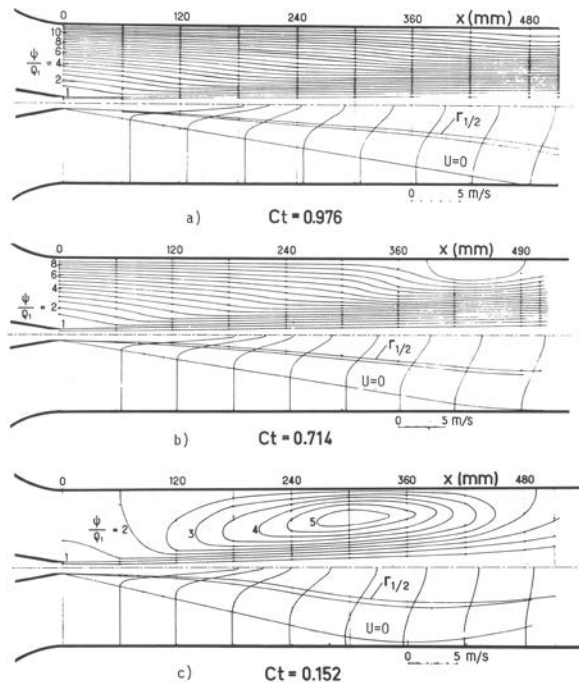 0 120 240 360 x (mm) 480
10
8
6
ψ/Q₁ = 4
2
1
r1/2
U=0
0 5 m/s
a) Ct = 0.976
0 120 240 360 x (mm) 490
8
6
4
ψ/Q₁ = 2
1
r1/2
U=0
0 5 m/s
b) Ct = 0.714
0 120 240 360 x (mm) 480
ψ/Q₁ = 2
3 4 5
1
r1/2
U=0
0 5 m/s
c) Ct = 0.152